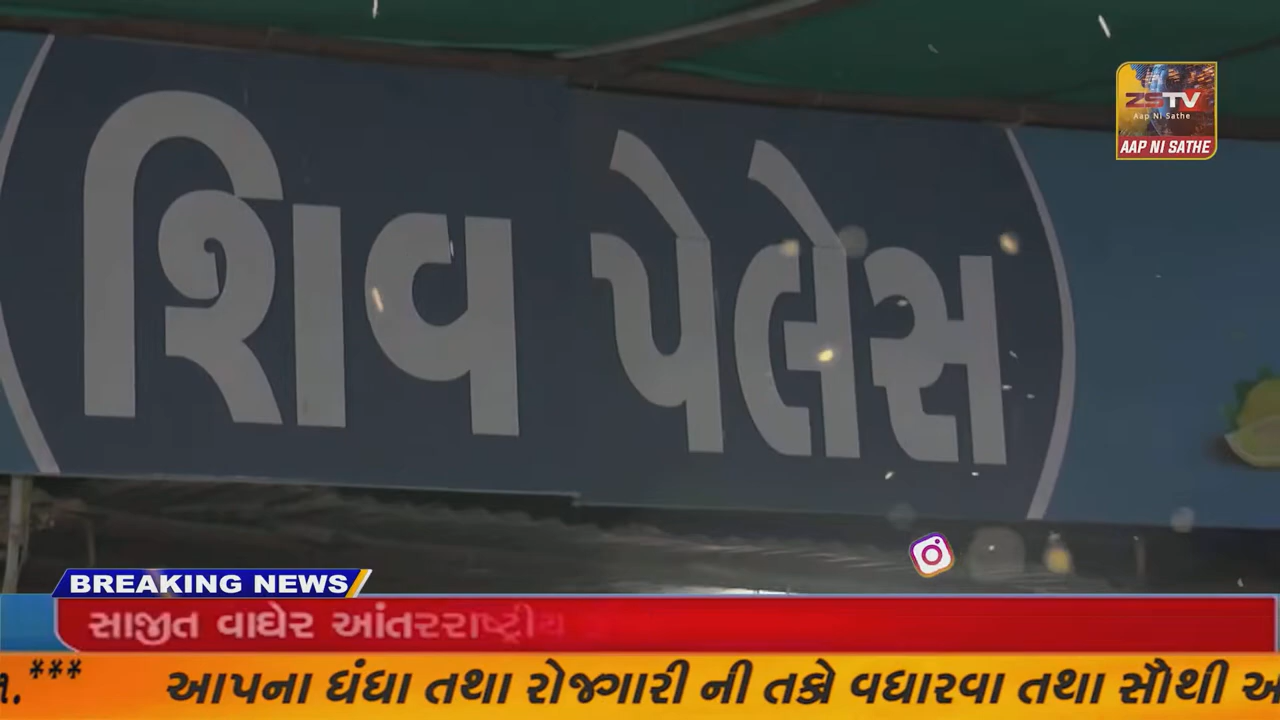 શિવ પેલેસ
ZSTV
Aap Ni Sathe
AAP NI SATHE
BREAKING NEWS
સાજીત વાઘેર આંતરરાષ્ટ્રીય
*** આપના ધંધા તથા રોજગારી ની તકો વધારવા તથા સૌથી